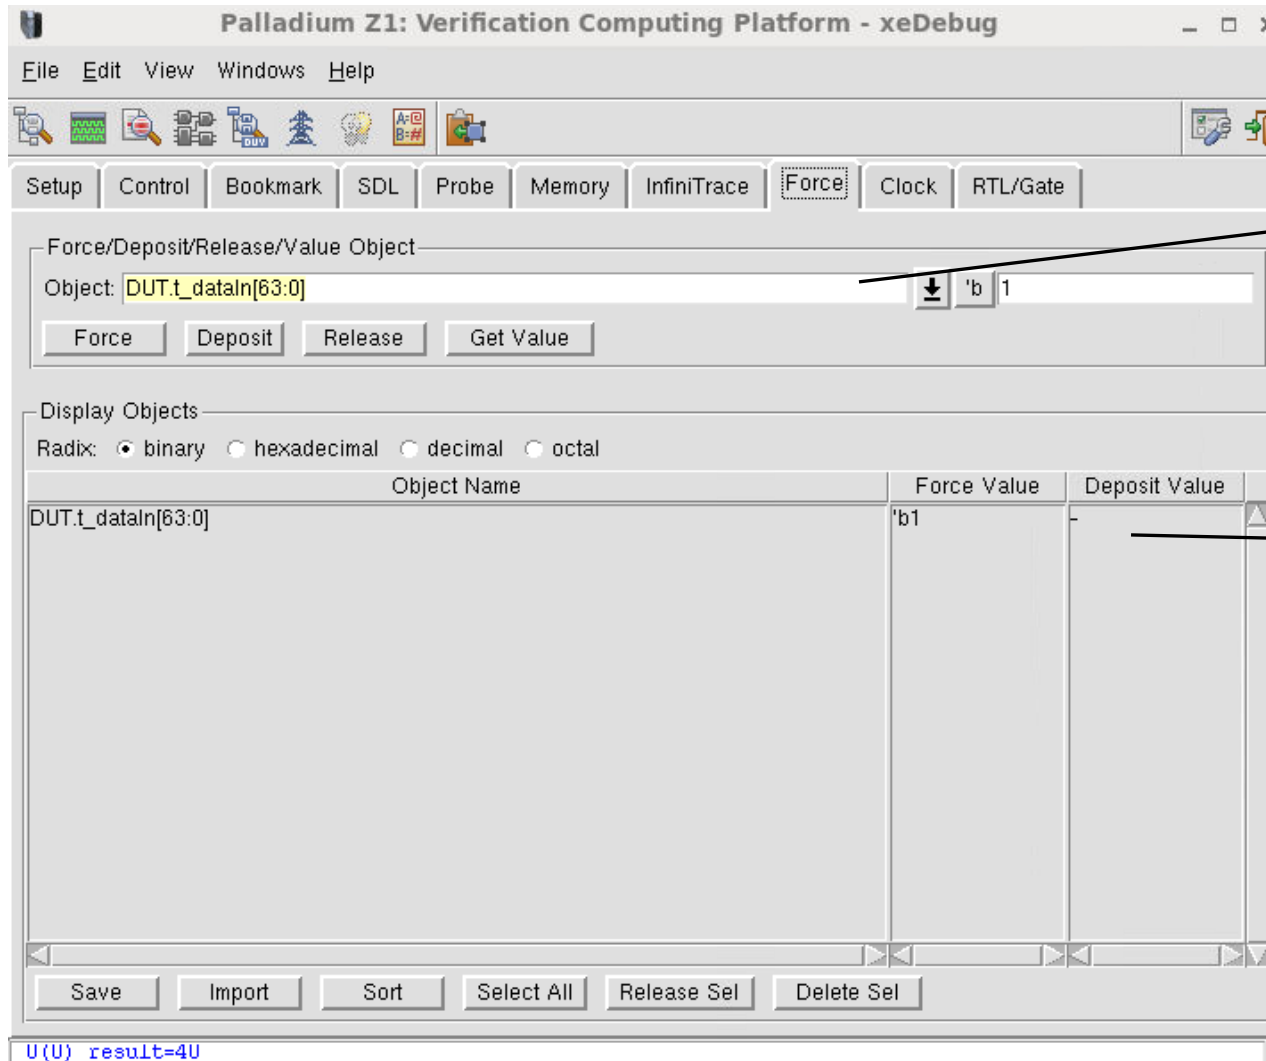 Palladium Z1: Verification Computing Platform - xeDebug
File Edit View Windows Help
A=@
B=#
DUV
Setup Control Bookmark SDL Probe Memory InfiniTrace Force Clock RTL/Gate
Force/Deposit/Release/Value Object
Object: DUT.t_dataIn[63:0] 'b 1
Force Deposit Release Get Value
Display Objects
Radix: binary hexadecimal decimal octal
Object Name Force Value Deposit Value
DUT.t_dataIn[63:0] 'b1 -
Save Import Sort Select All Release Sel Delete Sel
U(U) result=4U